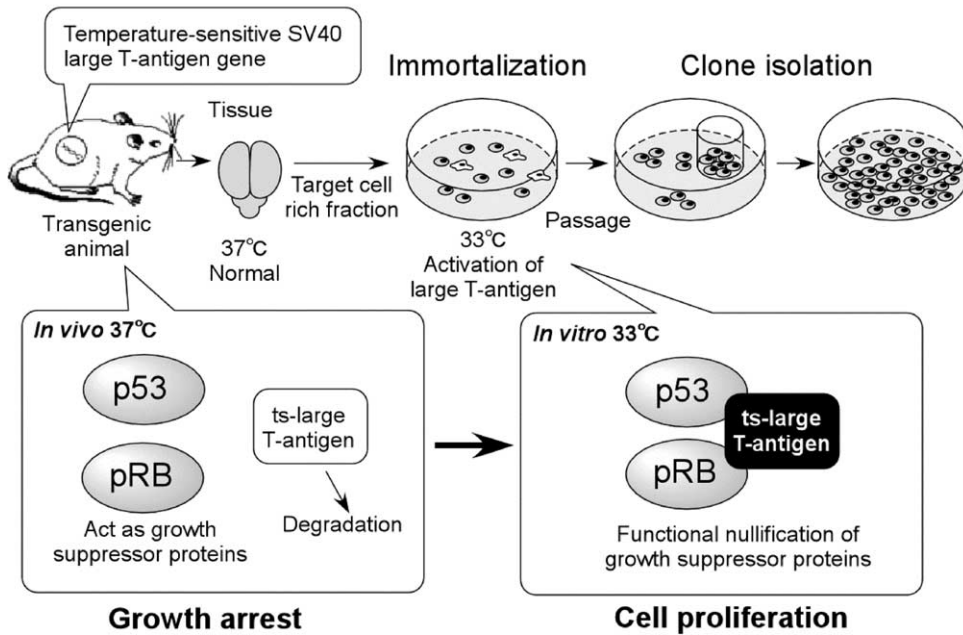 Temperature-sensitive SV40
large T-antigen gene
Transgenic
animal
Tissue
37℃
Normal
Target cell
rich fraction
Immortalization
33℃
Activation of
large T-antigen
Passage
Clone isolation
In vivo 37℃
p53
pRB
Act as growth
suppressor proteins
ts-large
T-antigen
Degradation
Growth arrest
In vitro 33℃
p53
pRB
ts-large
T-antigen
Functional nullification of
growth suppressor proteins
Cell proliferation